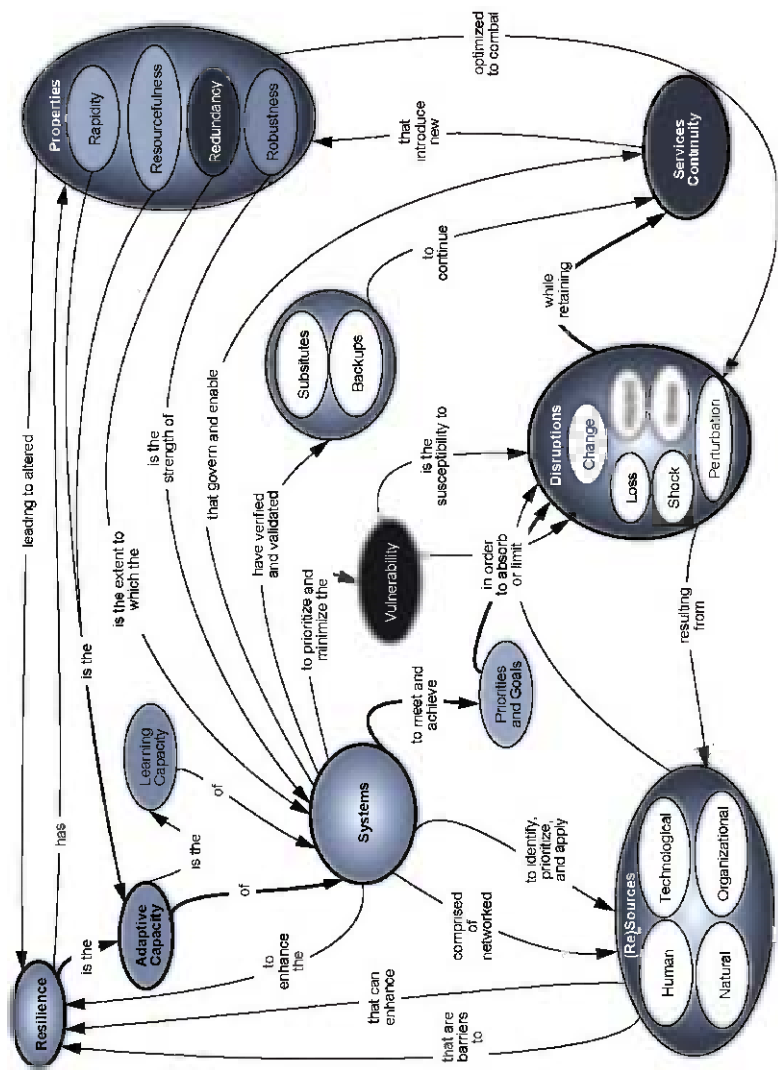 Resilience
leading to altered
has
Properties
Rapidity
Resourcefulness
Redundancy
Robustness
is the
Adaptive
Capacity
is the
Learning
Capacity
of
of
is the
is the extent to
which the
is the
strength of
that govern and enable
that
introduce
new
optimized
to combat
to
enhance
the
Systems
have verified
and validated
Subsitutes
Backups
to
continue
Services
Continuity
to prioritize and
minimize the
Vulnerability
is the
susceptibility to
while
retaining
that can
enhance
that are
barriers
to
comprised
of
networked
to identify,
prioritize,
and apply
to meet and
achieve
Priorities
and Goals
in order
to absorb
or limit
Disruptions
Change
Loss
Shock
Perturbation
resulting
from
(Re)Sources
Human
Technological
Natural
Organizational